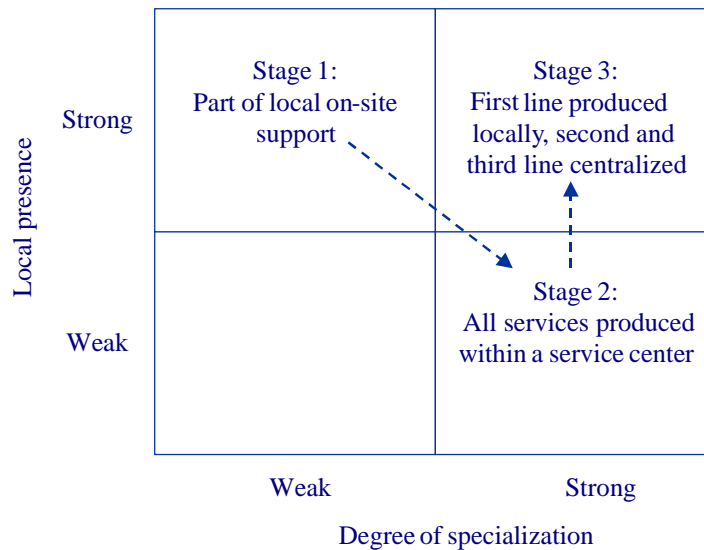 Stage 1:
Part of local on-site
support
Stage 3:
First line produced
locally, second and
third line centralized
Strong
Local presence
Stage 2:
All services produced
within a service center
Weak
Weak
Strong
Degree of specialization